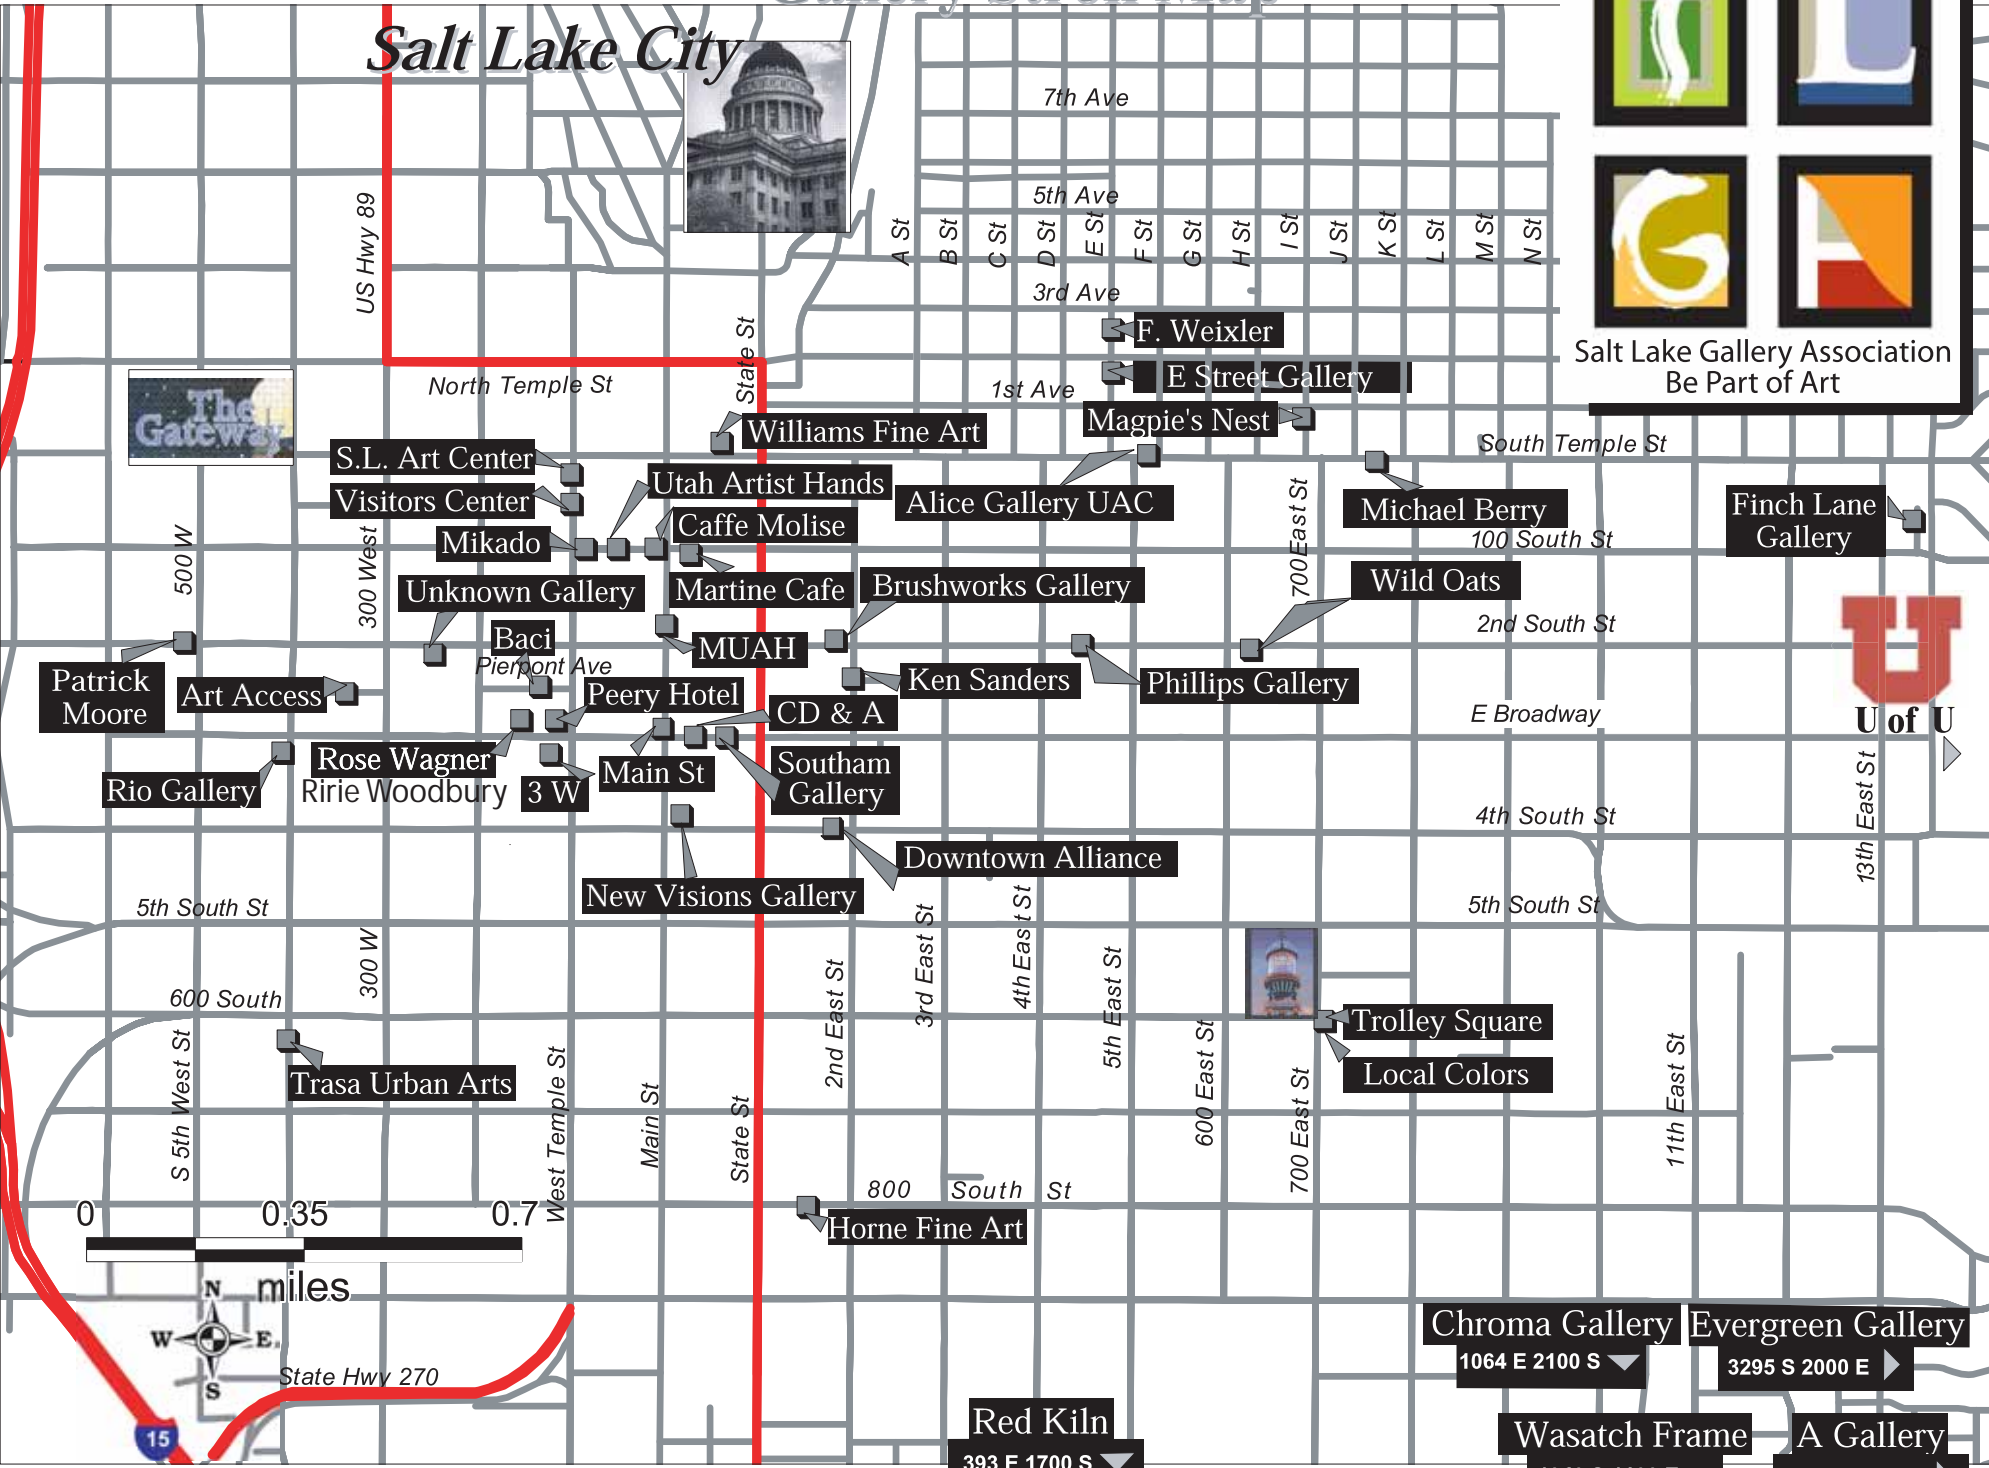 Gallery Stroll Map
Salt Lake City
7th Ave
5th Ave
US Hwy 89
A St
B St
C St
D St
E St
F St
G St
H St
I St
J St
K St
L St
M St
N St
3rd Ave
F. Weixler
State St
Salt Lake Gallery Association
Be Part of Art
North Temple St
1st Ave
E Street Gallery
The
Gateway
Magpie's Nest
Williams Fine Art
South Temple St
S.L. Art Center
Utah Artist Hands
Visitors Center
Alice Gallery UAC
Michael Berry
Finch Lane
Gallery
Caffe Molise
Mikado
100 South St
500 W
300 West
700East St
Unknown Gallery
Martine Cafe
Brushworks Gallery
Wild Oats
2nd South St
Baci
MUAH
Pierpont Ave
Patrick
Moore
Art Access
Peery Hotel
Ken Sanders
Phillips Gallery
CD & A
E Broadway
U
U of U
Rose Wagner
Ririe Woodbury
Rio Gallery
3 W
Main St
Southam
Gallery
4th South St
13th East St
Downtown Alliance
New Visions Gallery
5th South St
5th South St
300 W
3rd East St
4th East St
600 South
2nd East St
5th East St
600 East St
Trolley Square
Local Colors
Trasa Urban Arts
S 5th West St
West Temple St
Main St
State St
700 East St
11th East St
800 South St
Horne Fine Art
0 0.35 0.7
miles
N
W E
S
State Hwy 270
15
Chroma Gallery
1064 E 2100 S
Evergreen Gallery
3295 S 2000 E
Red Kiln
393 E 1700 S
Wasatch Frame
A Gallery